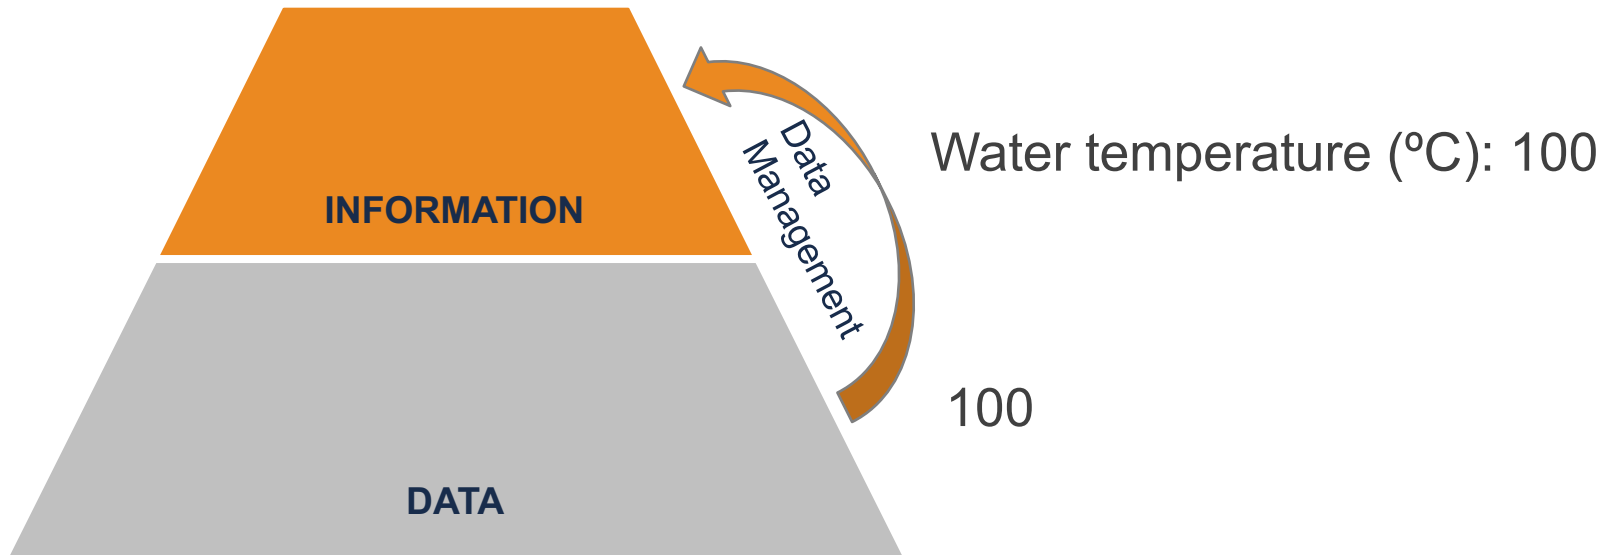 INFORMATION
Data
Management
Water temperature (ºC): 100
100
DATA